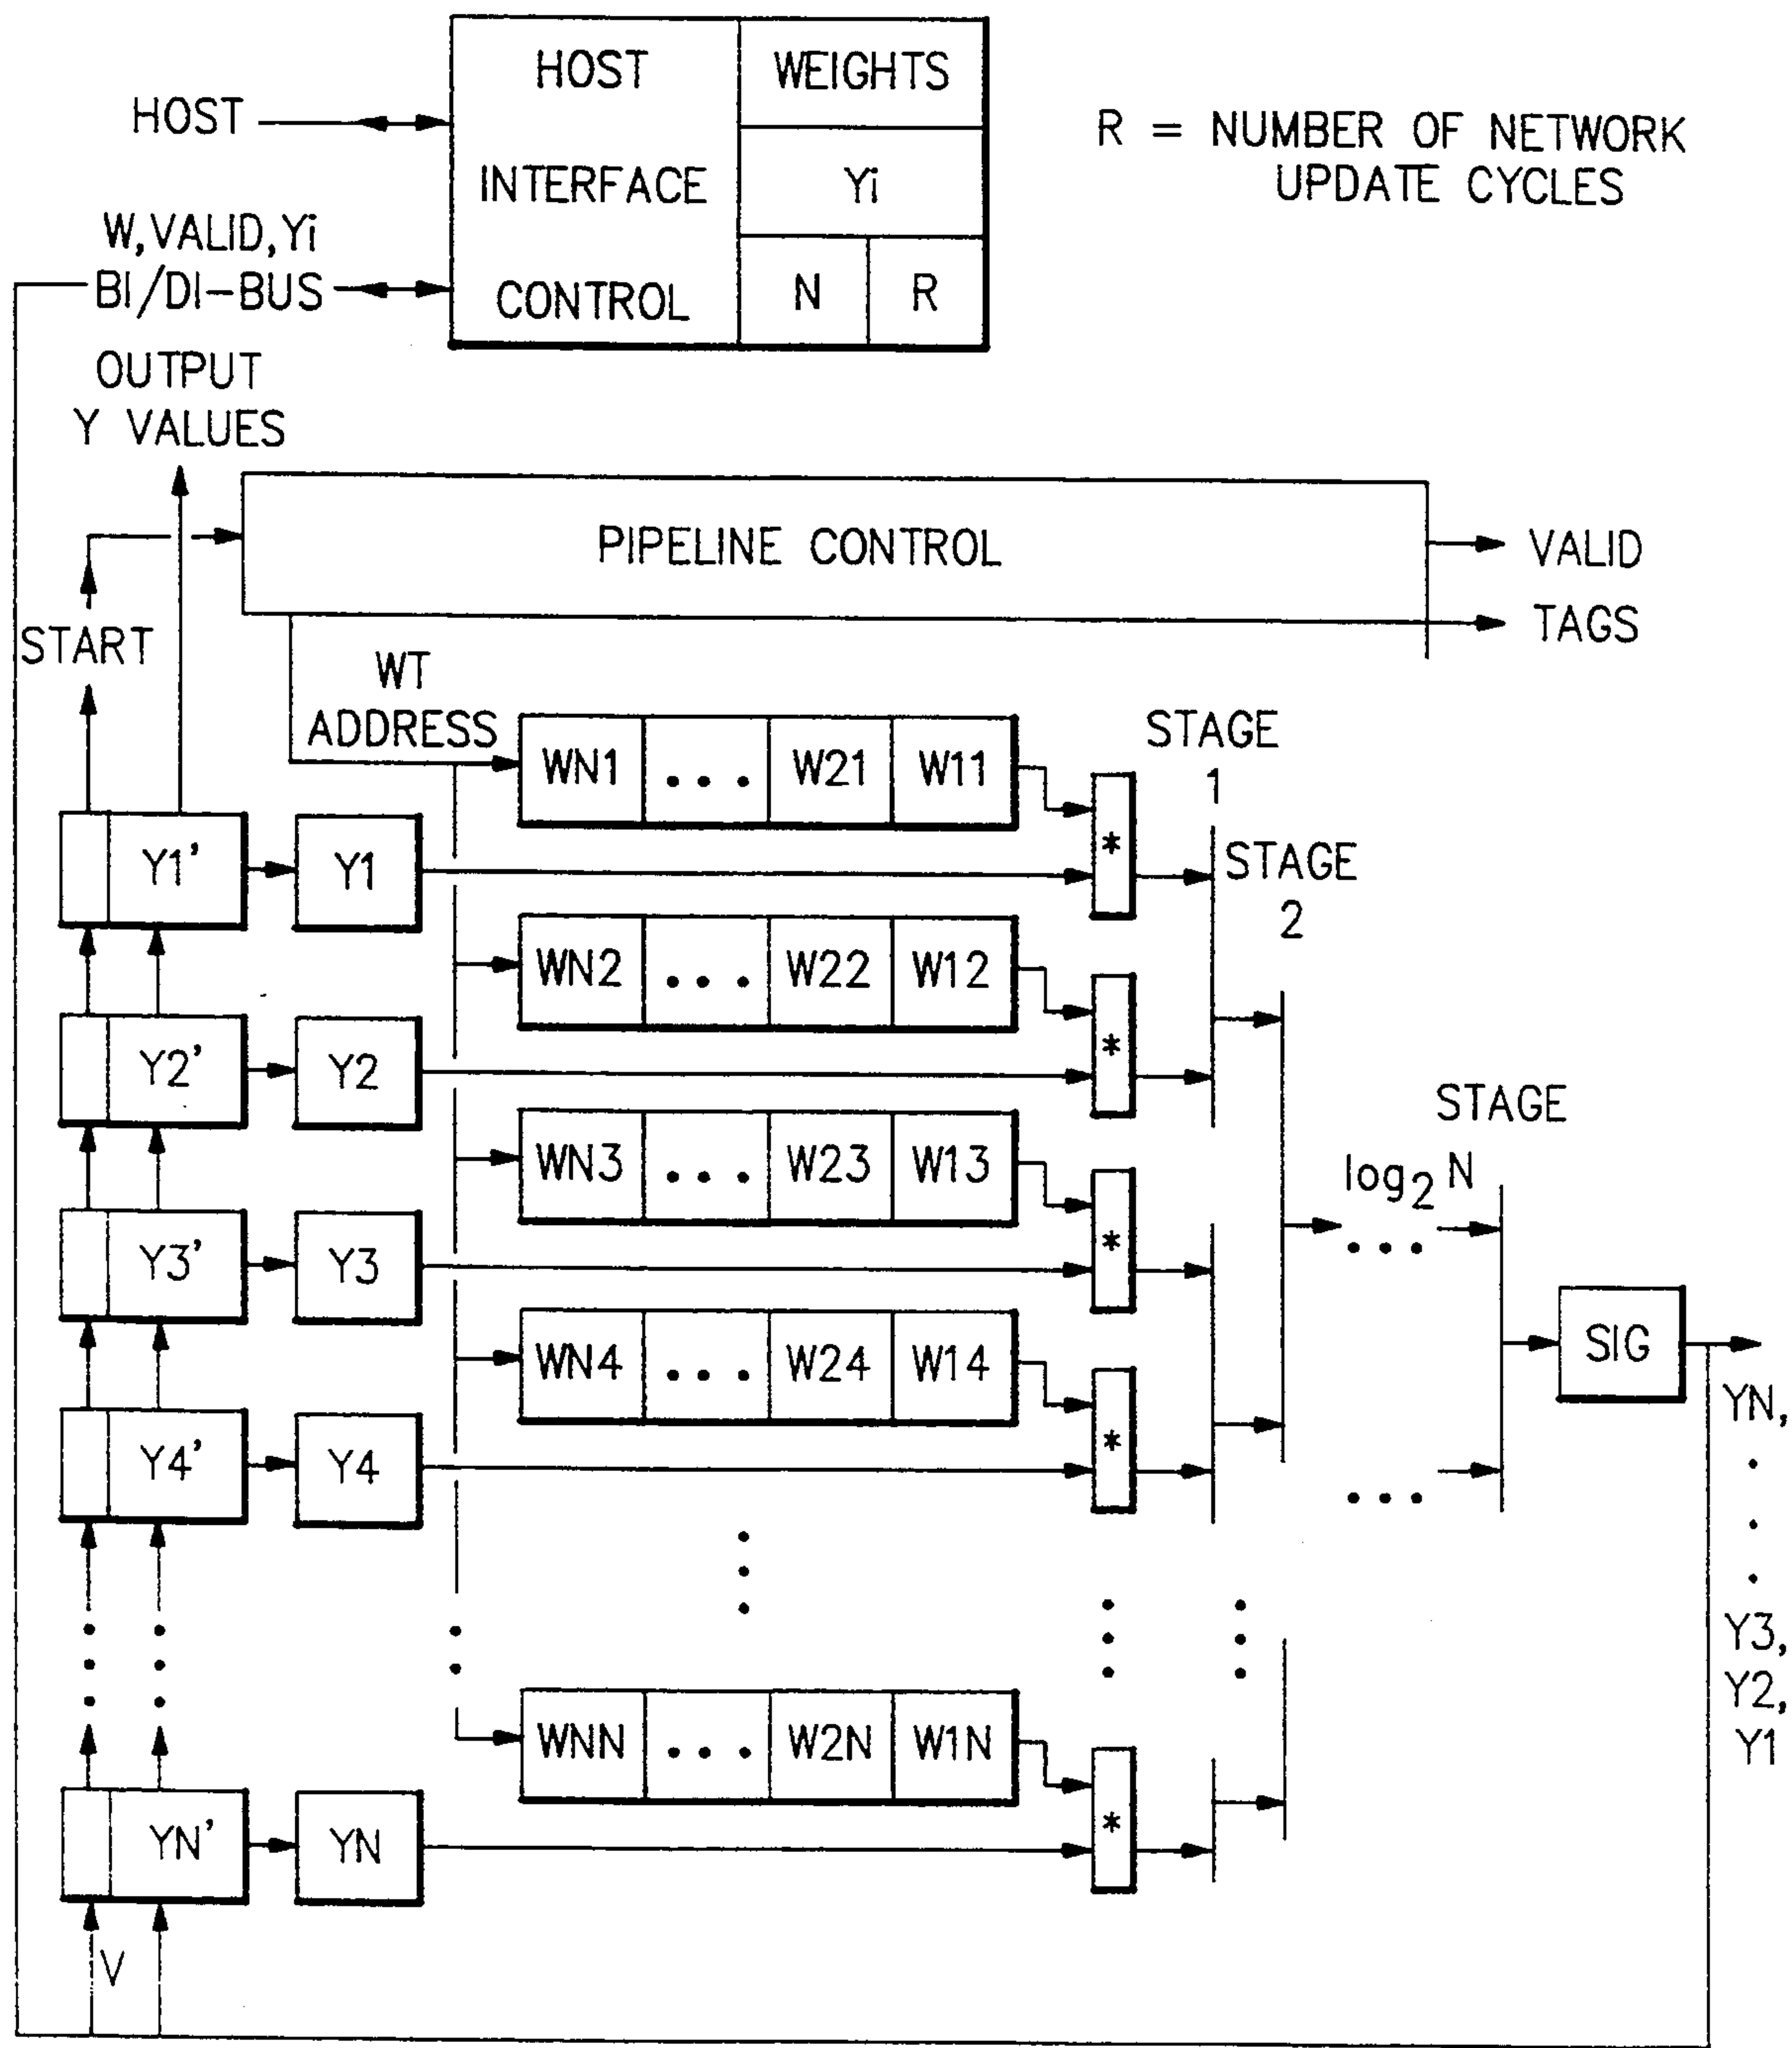 HOST WEIGHTS
HOST
R = NUMBER OF NETWORK
UPDATE CYCLES
INTERFACE Yi
W,VALID,Yi
BI/DI-BUS
CONTROL N R
OUTPUT
Y VALUES
PIPELINE CONTROL
VALID
TAGS
START
WT
ADDRESS
WN1 ... W21 W11
STAGE
1
*
Y1' Y1
STAGE
2
WN2 ... W22 W12
*
Y2' Y2
STAGE
log2 N
WN3 ... W23 W13
*
Y3' Y3
...
WN4 ... W24 W14
SIG
*
Y4' Y4
...
YN,
.
.
.
Y3,
Y2,
Y1
WNN ... W2N W1N
*
YN' YN
V